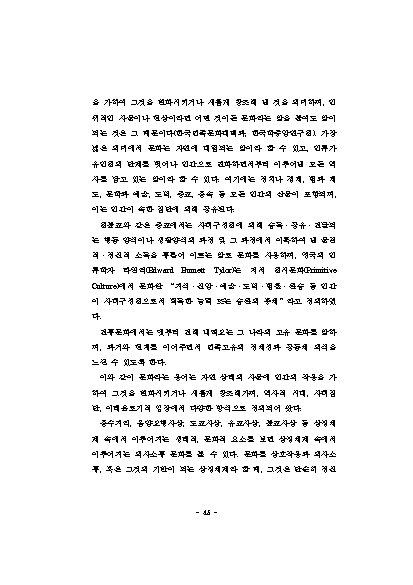 을 가하여 그것을 변화시키거나 새롭게 창조해 낸 것을 의미하며, 인
위적인 사물이나 현상이라면 어떤 것이든 문화라는 말을 붙여도 말이
되는 것은 그 때문이다(한국민족문화대백과, 한국학중앙연구원). 가장
넓은 의미에서 문화는 자연에 대립되는 말이라 할 수 있고, 인류가
유인원의 단계를 벗어나 인간으로 진화하면서부터 이루어낸 모든 역
사를 담고 있는 말이라 할 수 있다. 여기에는 정치나 경제, 법과 제
도, 문학과 예술, 도덕, 종교, 풍속 등 모든 인간의 산물이 포함되며,
이는 인간이 속한 집단에 의해 공유된다.
원불교와 같은 종교에서는 사회구성원에 의해 습득·공유·전달되
는 행동 양식이나 생활양식의 과정 및 그 과정에서 이룩하여 낸 물질
적·정신적 소득을 통틀어 이르는 말로 문화를 사용하며, 영국의 인
류학자 타일러(Edward Burnett Tylor)는 저서 원시문화(Primitive
Culture)에서 문화란 “지식·신앙·예술·도덕·법률·관습 등 인간
이 사회구성원으로서 획득한 능력 또는 습관의 총체”라고 정의하였
다.
전통문화에서는 옛부터 전해 내려오는 그 나라의 고유 문화를 말하
며, 과거와 현재를 이어주면서 민족고유의 정체성과 공동체 의식을
느낄 수 있도록 한다.
이와 같이 문화라는 용어는 자연 상태의 사물에 인간의 작용을 가
하여 그것을 변화시키거나 새롭게 창조해가며, 역사적 시대, 사회집
단, 이데올로기적 입장에서 다양한 방식으로 정의되어 왔다.
풍수지리, 음양오행사상, 도교사상, 유교사상, 불교사상 등 상징체
계 속에서 이루어지는 생태적, 문화적 요소를 보면 상징체계 속에서
이루어지는 의사소통 문화를 볼 수 있다. 문화를 상호작용과 의사소
통, 혹은 그것의 기반이 되는 상징체계라 할 때, 그것은 단순히 정신
- 45 -